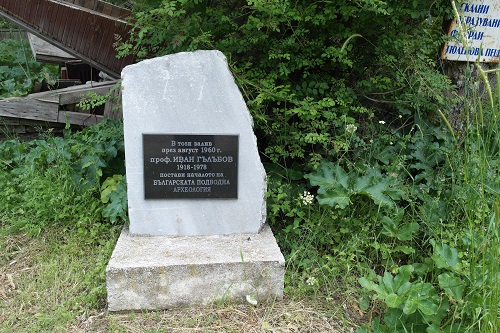 В този залив
през август 1960 г.
проф. ИВАН ГЪЛЪБОВ
1918-1978
постави началото на
БЪЛГАРСКАТА ПОДВОДНА
АРХЕОЛОГИЯ